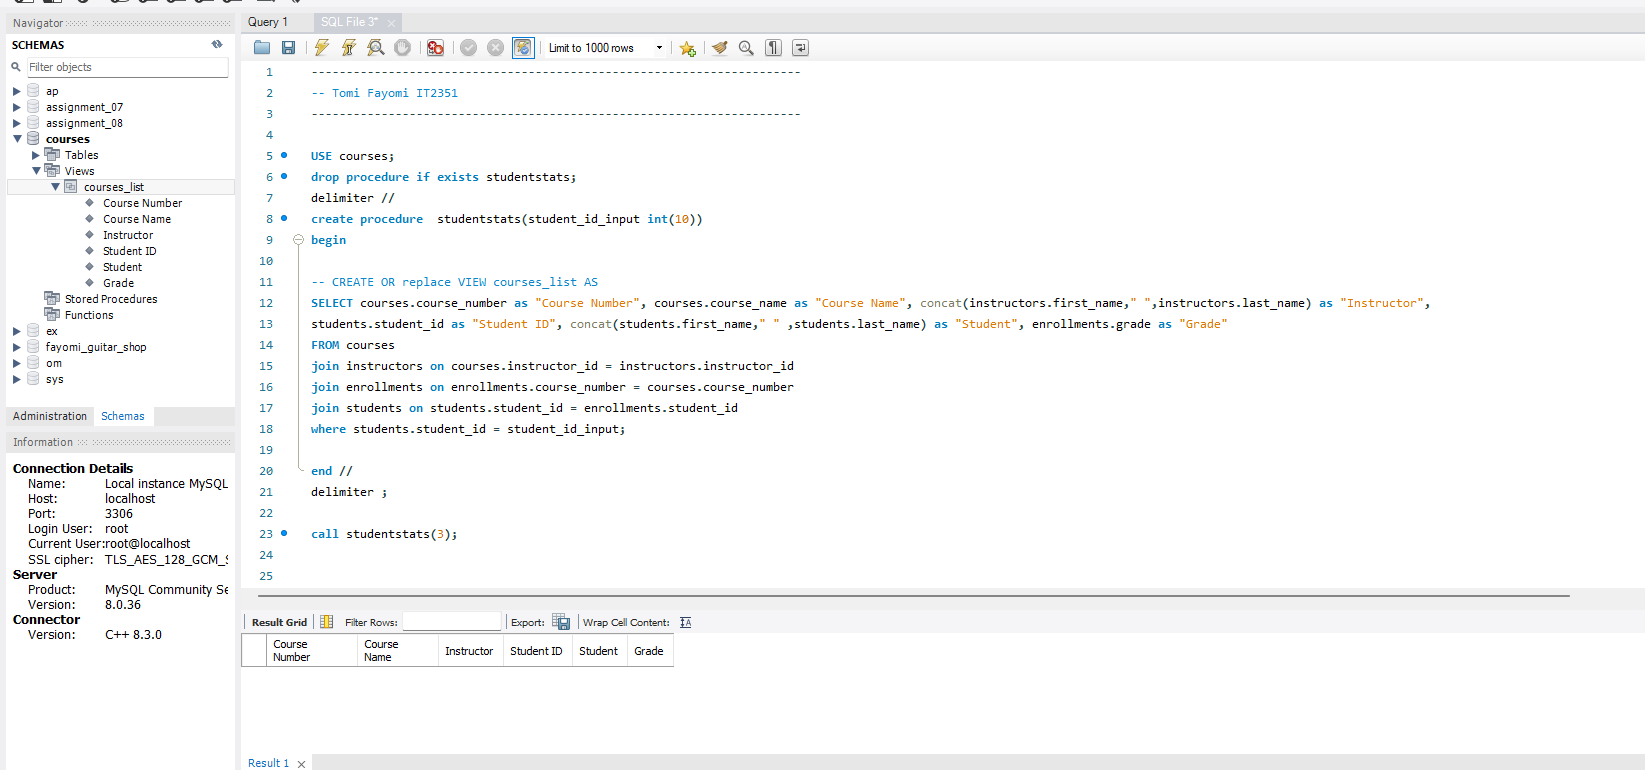 Navigator
SCHEMAS
Filter objects
ap
assignment_07
assignment_08
courses
Tables
Views
courses_list
Course Number
Course Name
Instructor
Student ID
Student
Grade
Stored Procedures
Functions
ex
fayomi_guitar_shop
om
sys
Administration Schemas
Information
Connection Details
Name: Local instance MySQL
Host: localhost
Port: 3306
Login User: root
Current User:root@localhost
SSL cipher: TLS_AES_128_GCM_S
Server
Product: MySQL Community Se
Version: 8.0.36
Connector
Version: C++ 8.3.0
Query 1 SQL File 3*
Limit to 1000 rows
1 ----------------------------------------------------------------------
2 -- Tomi Fayomi IT2351
3 ----------------------------------------------------------------------
4
5 USE courses;
6 drop procedure if exists studentstats;
7 delimiter //
8 create procedure  studentstats(student_id_input int(10))
9 begin
10
11 -- CREATE OR replace VIEW courses_list AS
12 SELECT courses.course_number as "Course Number", courses.course_name as "Course Name", concat(instructors.first_name," ",instructors.last_name) as "Instructor",
13 students.student_id as "Student ID", concat(students.first_name," " ,students.last_name) as "Student", enrollments.grade as "Grade"
14 FROM courses
15 join instructors on courses.instructor_id = instructors.instructor_id
16 join enrollments on enrollments.course_number = courses.course_number
17 join students on students.student_id = enrollments.student_id
18 where students.student_id = student_id_input;
19
20 end //
21 delimiter ;
22
23 call studentstats(3);
24
25
Result Grid Filter Rows: Export: Wrap Cell Content:
Course Number Course Name Instructor Student ID Student Grade
Result 1